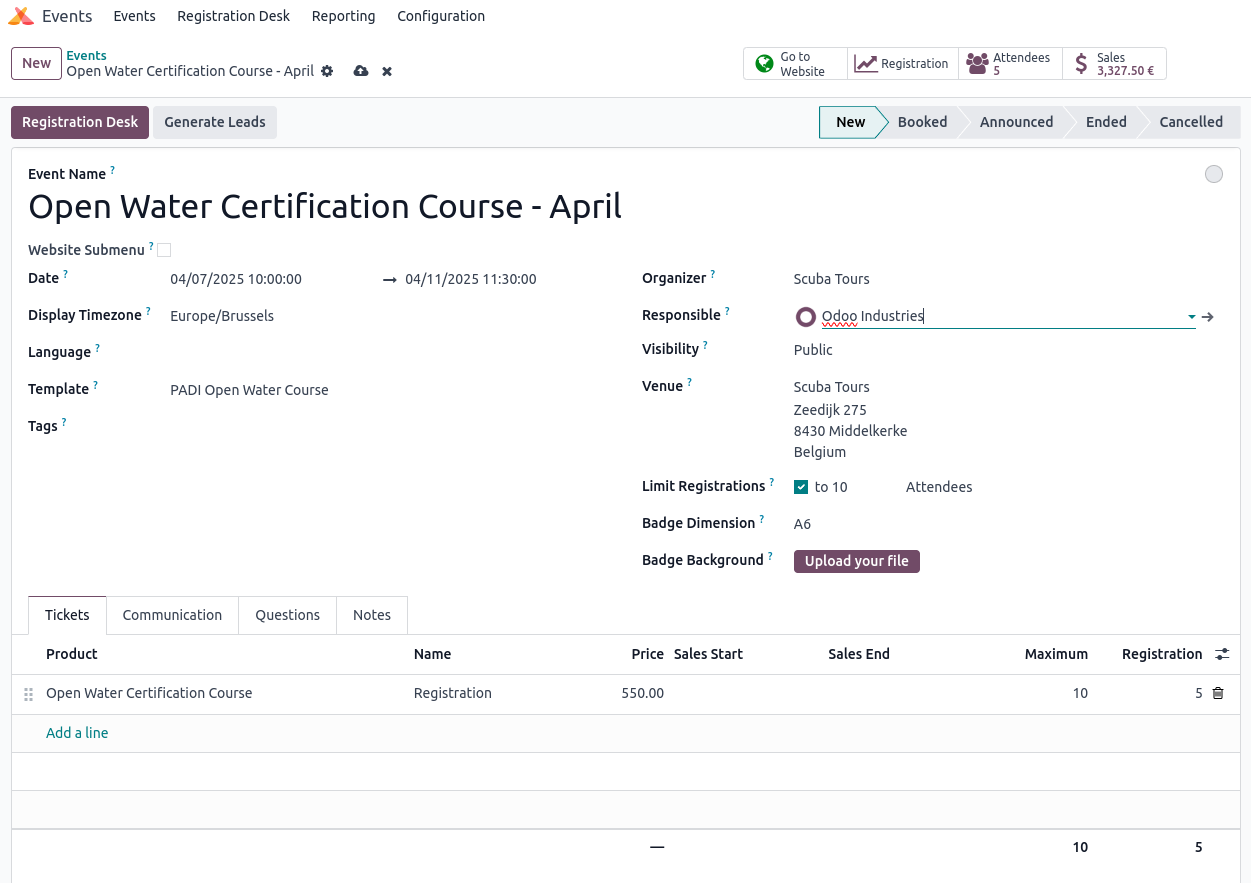 Events Events Registration Desk Reporting Configuration
New Events
Open Water Certification Course - April
Go to Website Registration Attendees 5 $ Sales 3,327.50 €
Registration Desk Generate Leads New Booked Announced Ended Cancelled
Event Name ?
Open Water Certification Course - April
Website Submenu ?
Date ? 04/07/2025 10:00:00 → 04/11/2025 11:30:00
Display Timezone ? Europe/Brussels
Language ?
Template ? PADI Open Water Course
Tags ?
Organizer ? Scuba Tours
Responsible ? Odoo Industries
Visibility ? Public
Venue ? Scuba Tours
Zeedijk 275
8430 Middelkerke
Belgium
Limit Registrations ? to 10 Attendees
Badge Dimension ? A6
Badge Background ? Upload your file
Tickets Communication Questions Notes
Product Name Price Sales Start Sales End Maximum Registration
Open Water Certification Course Registration 550.00 10 5
Add a line
— 10 5